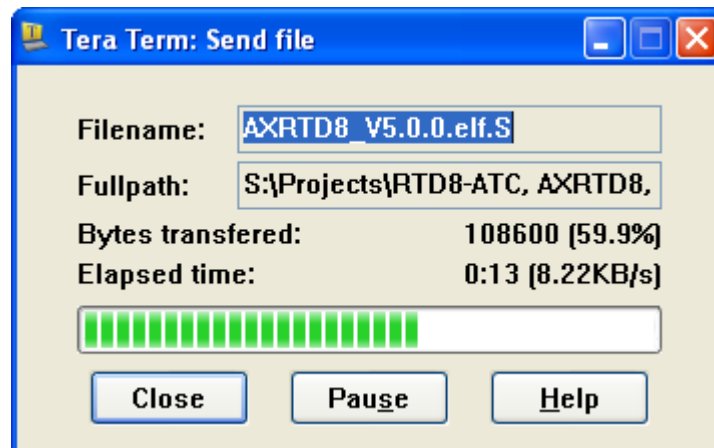 Tera Term: Send file
Filename: AXRTD8_V5.0.0.elf.S
Fullpath: S:\Projects\RTD8-ATC, AXRTD8,
Bytes transfered: 108600 (59.9%)
Elapsed time: 0:13 (8.22KB/s)
Close Pause Help